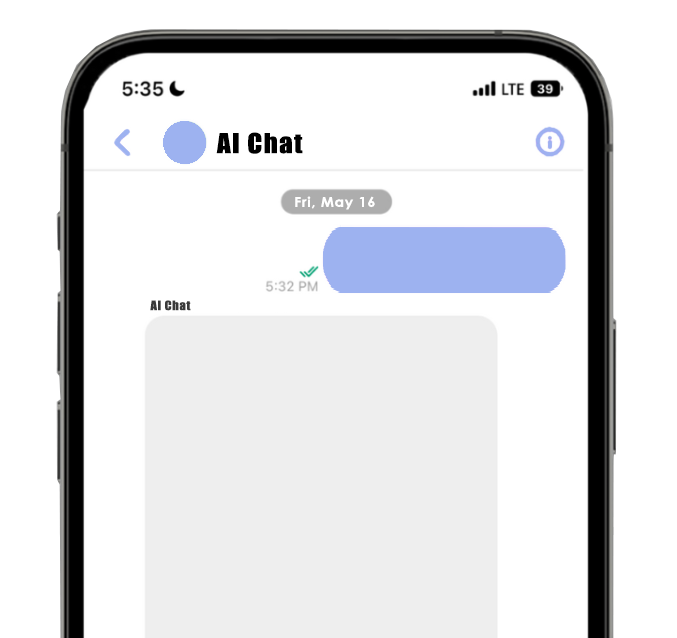 5:35 LTE 39
AI Chat
Fri, May 16
5:32 PM
AI Chat